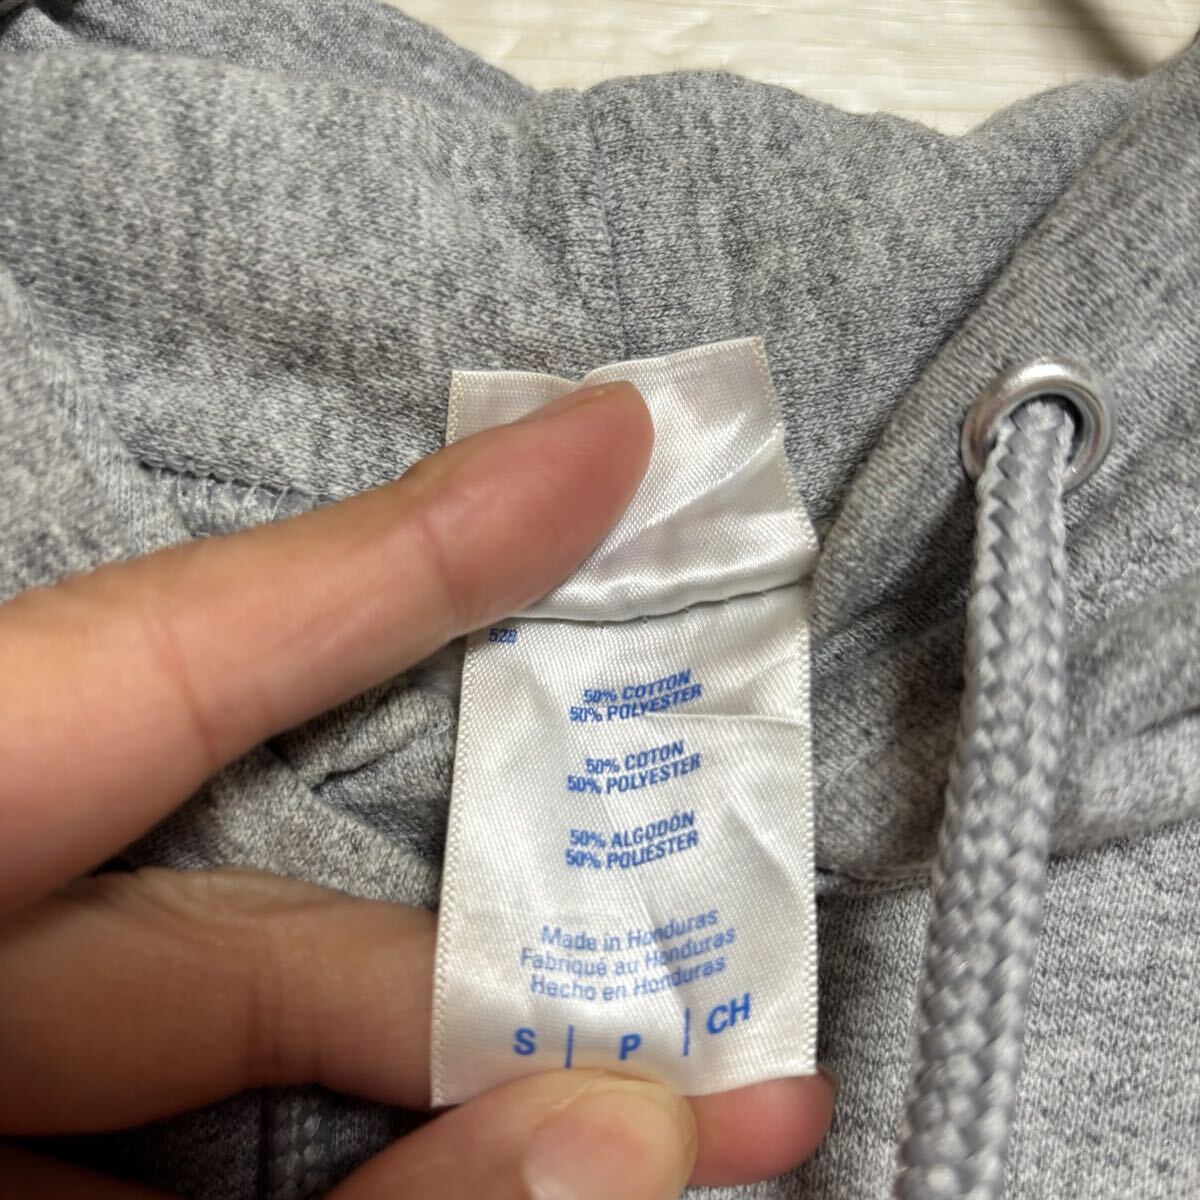 50% COTTON
50% POLYESTER
50% COTON
50% POLYESTER
50% ALGODÓN
50% POLIESTER
Made in Honduras
Fabriqué au Honduras
Hecho en Honduras
S | P | CH